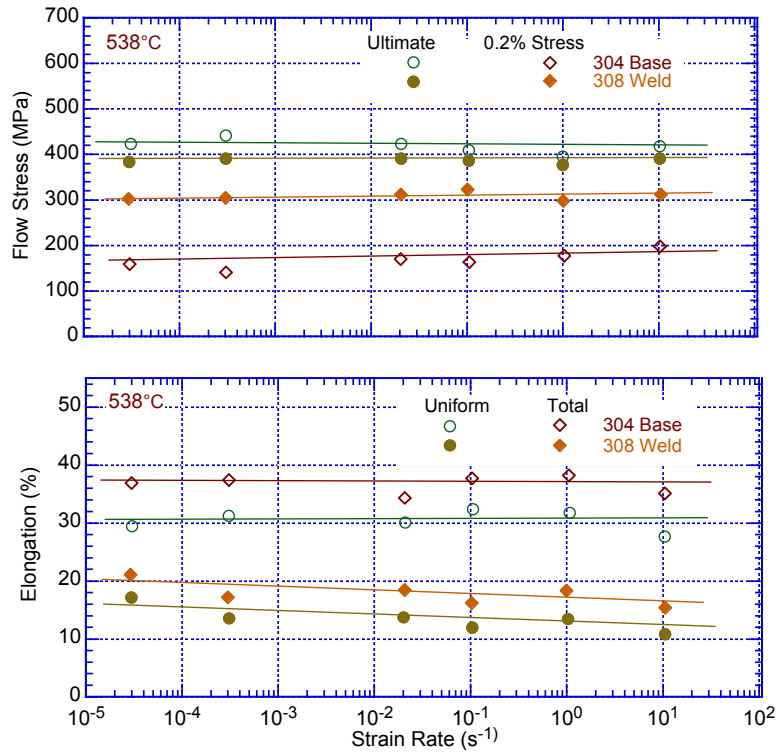 700
538°C
Ultimate 0.2% Stress
304 Base
308 Weld
600
500
400
300
200
100
0
Flow Stress (MPa)
538°C
Uniform Total
304 Base
308 Weld
50
40
30
20
10
0
Elongation (%)
10⁻⁵ 10⁻⁴ 10⁻³ 10⁻² 10⁻¹ 10⁰ 10¹ 10²
Strain Rate (s⁻¹)